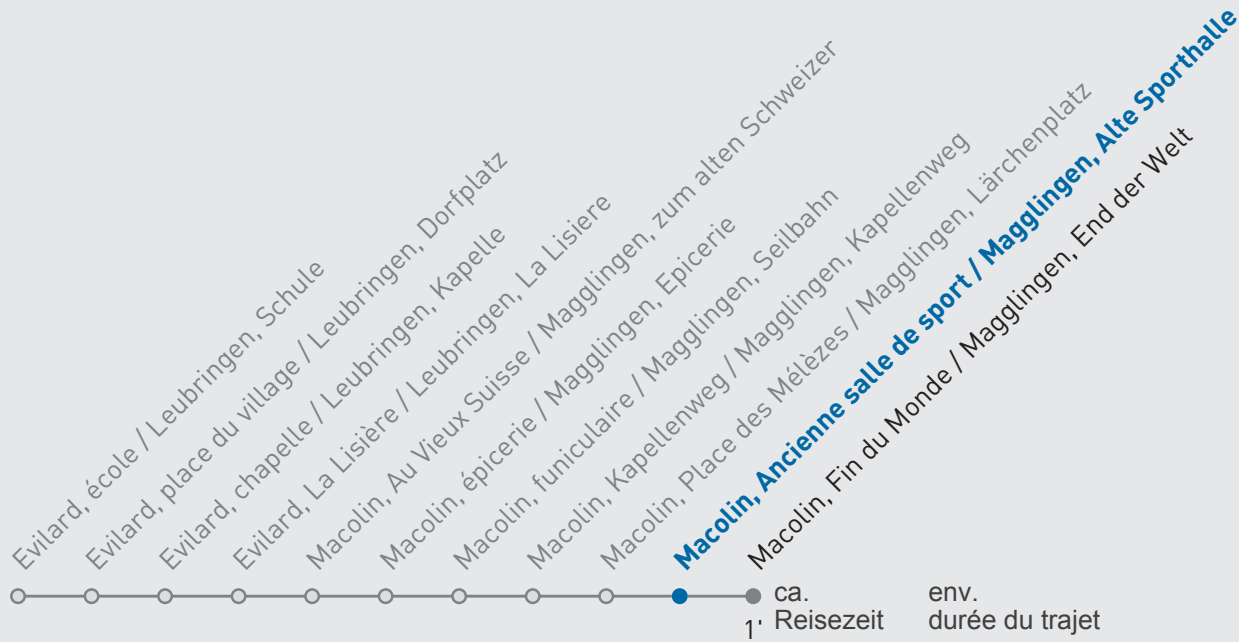 Evilard, école / Leubringen, Schule
Evilard, place du village / Leubringen, Dorfplatz
Evilard, chapelle / Leubringen, Kapelle
Evilard, La Lisière / Leubringen, La Lisiere
Macolin, Au Vieux Suisse / Magglingen, zum alten Schweizer
Macolin, épicerie / Magglingen, Epicerie
Macolin, funiculaire / Magglingen, Seilbahn
Macolin, Kapellenweg / Magglingen, Kapellenweg
Macolin, Place des Mélèzes / Magglingen, Lärchenplatz
Macolin, Ancienne salle de sport / Magglingen, Alte Sporthalle
Macolin, Fin du Monde / Magglingen, End der Welt
1'
ca. env.
Reisezeit durée du trajet